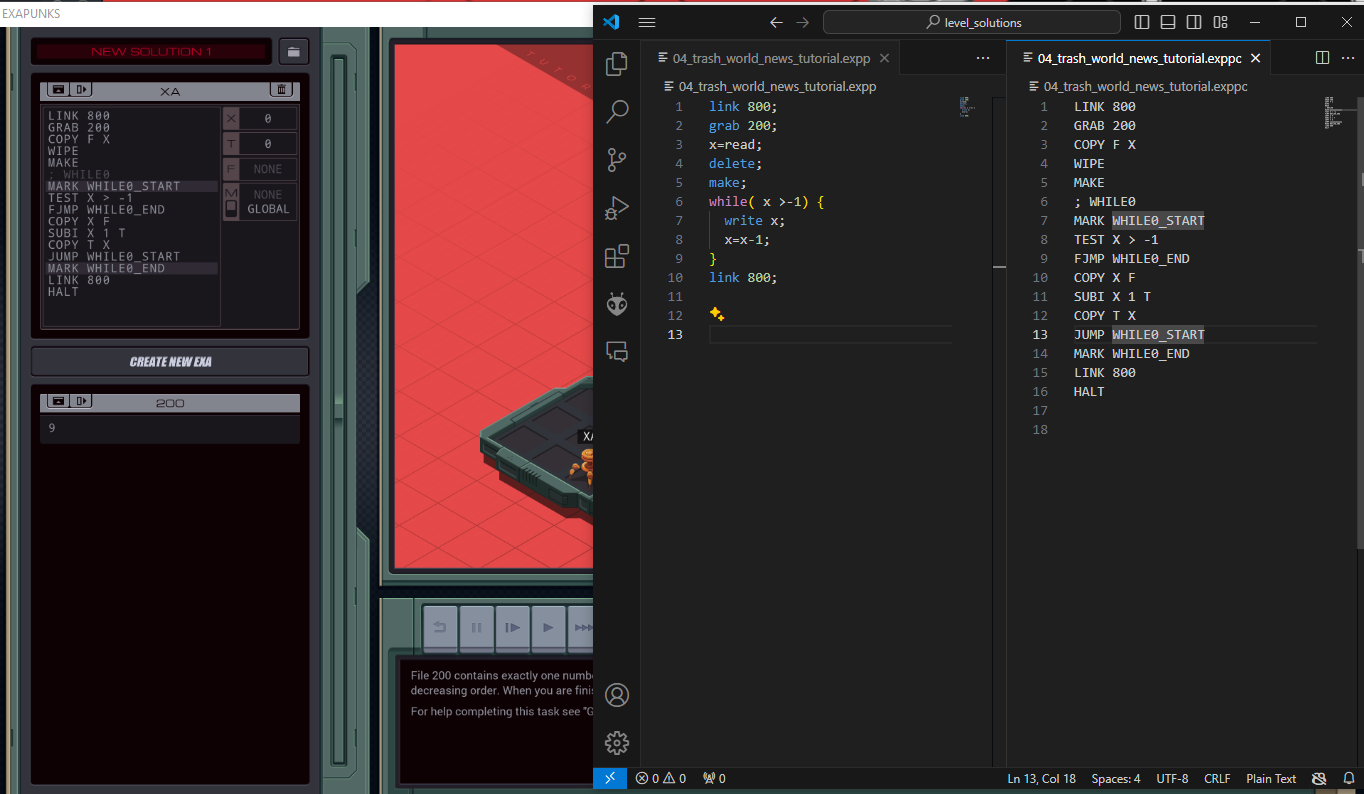 EXAPUNKS
NEW SOLUTION 1
XA
LINK 800
GRAB 200
COPY F X
WIPE
MAKE
; WHILE0
MARK WHILE0_START
TEST X > -1
FJMP WHILE0_END
COPY X F
SUBI X 1 T
COPY T X
JUMP WHILE0_START
MARK WHILE0_END
LINK 800
HALT
X 0
T 0
F NONE
M NONE
GLOBAL
CREATE NEW EXA
200
9
TUTOR
XA
File 200 contains exactly one numb
decreasing order. When you are fini
For help completing this task see "G
level_solutions
04_trash_world_news_tutorial.expp
04_trash_world_news_tutorial.expp
1 link 800;
2 grab 200;
3 x=read;
4 delete;
5 make;
6 while( x >-1) {
7 write x;
8 x=x-1;
9 }
10 link 800;
11
12
13
04_trash_world_news_tutorial.exppc
04_trash_world_news_tutorial.exppc
1 LINK 800
2 GRAB 200
3 COPY F X
4 WIPE
5 MAKE
6 ; WHILE0
7 MARK WHILE0_START
8 TEST X > -1
9 FJMP WHILE0_END
10 COPY X F
11 SUBI X 1 T
12 COPY T X
13 JUMP WHILE0_START
14 MARK WHILE0_END
15 LINK 800
16 HALT
17
18
0 0 0
Ln 13, Col 18 Spaces: 4 UTF-8 CRLF Plain Text